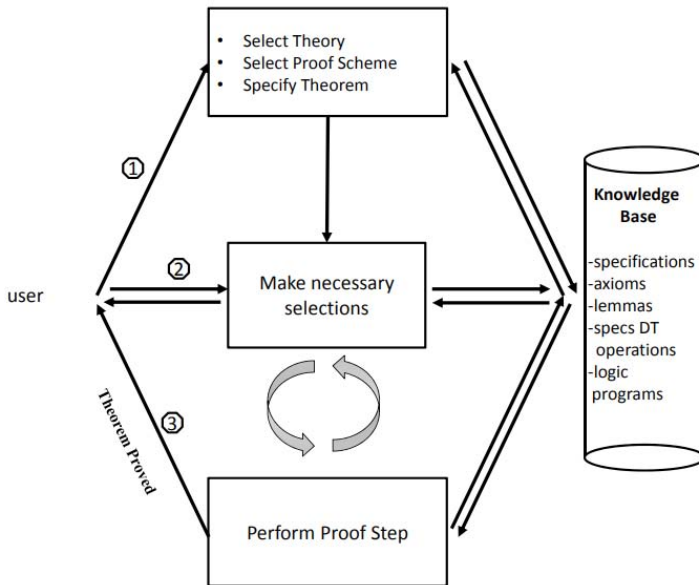 • Select Theory
• Select Proof Scheme
• Specify Theorem
1
Knowledge
Base
-specifications
-axioms
-lemmas
-specs DT
operations
-logic
programs
2
Make necessary
selections
user
3
Theorem Proved
Perform Proof Step